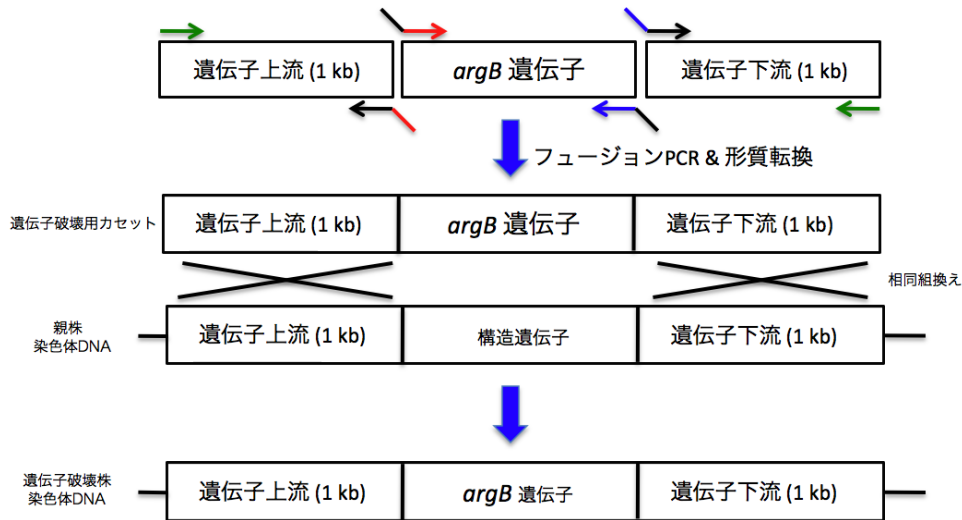 遺伝子上流 (1 kb)
argB 遺伝子
遺伝子下流 (1 kb)
フュージョンPCR & 形質転換
遺伝子破壊用カセット
遺伝子上流 (1 kb)
argB 遺伝子
遺伝子下流 (1 kb)
相同組換え
親株
染色体DNA
遺伝子上流 (1 kb)
構造遺伝子
遺伝子下流 (1 kb)
遺伝子破壊株
染色体DNA
遺伝子上流 (1 kb)
argB 遺伝子
遺伝子下流 (1 kb)